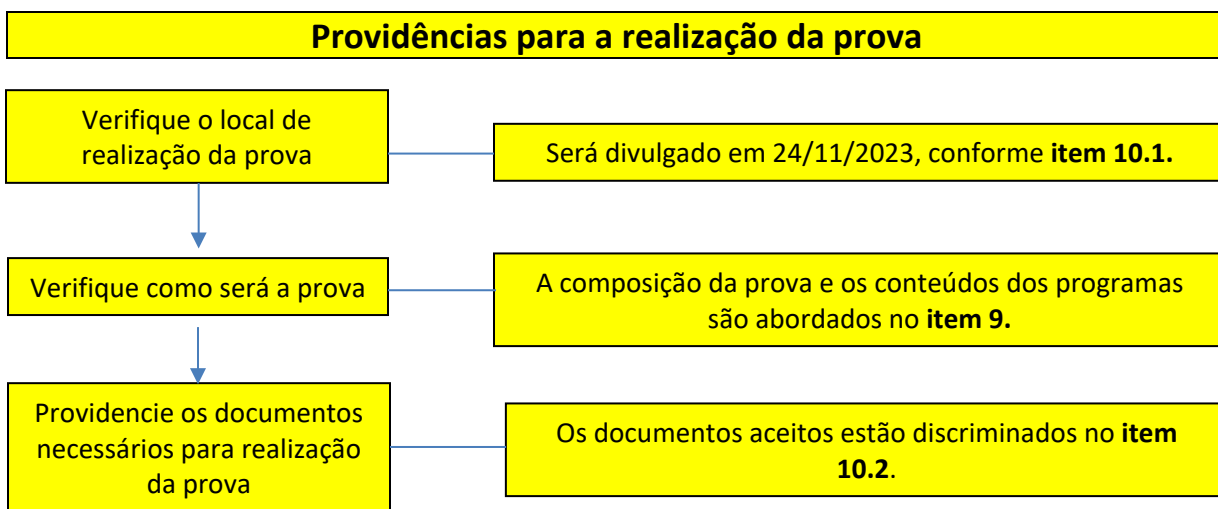 Providências para a realização da prova
Verifique o local de
realização da prova
Será divulgado em 24/11/2023, conforme item 10.1.
Verifique como será a prova
A composição da prova e os conteúdos dos programas
são abordados no item 9.
Providencie os documentos
necessários para realização
da prova
Os documentos aceitos estão discriminados no item
10.2.